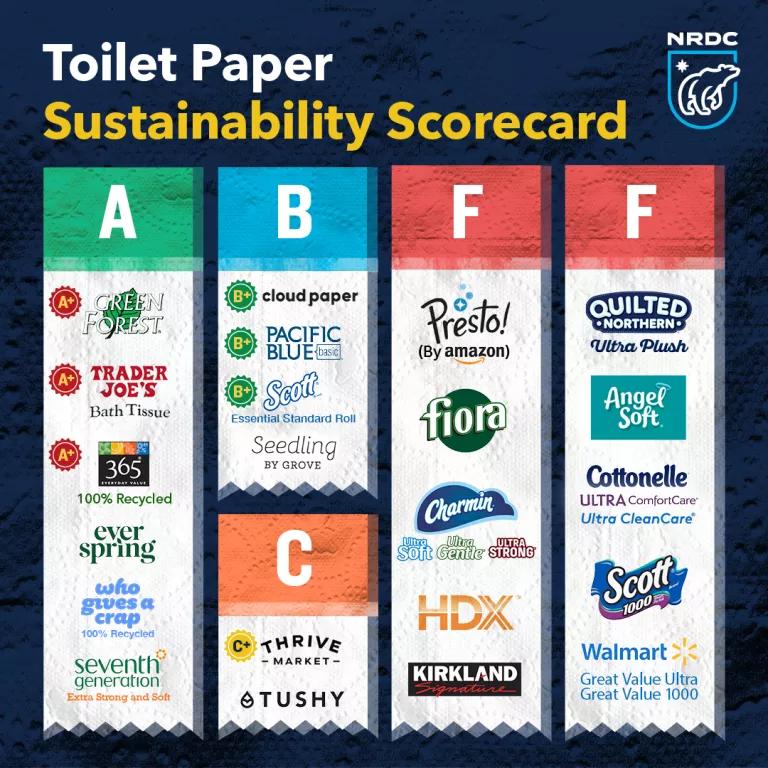 NRDC
Toilet Paper
Sustainability Scorecard
A
A+
GREEN
FOREST
A+
TRADER
JOE'S
Bath Tissue
A+
365
EVERYDAY VALUE
100% Recycled
ever
spring
who
gives a
crap
100% Recycled
seventh
generation
Extra Strong and Soft
B
B+ cloud paper
B+ PACIFIC
BLUE basic
B+ Scott
Essential Standard Roll
Seedling
BY GROVE
C
C+ THRIVE
MARKET
TUSHY
F
Presto!
(By amazon)
fiora
Charmin
Ultra Soft Ultra Gentle ULTRA STRONG
HDX
KIRKLAND
Signature
F
QUILTED
NORTHERN
Ultra Plush
Angel
Soft
Cottonelle
ULTRA ComfortCare
Ultra CleanCare®
Scott
1000
Walmart
Great Value Ultra
Great Value 1000